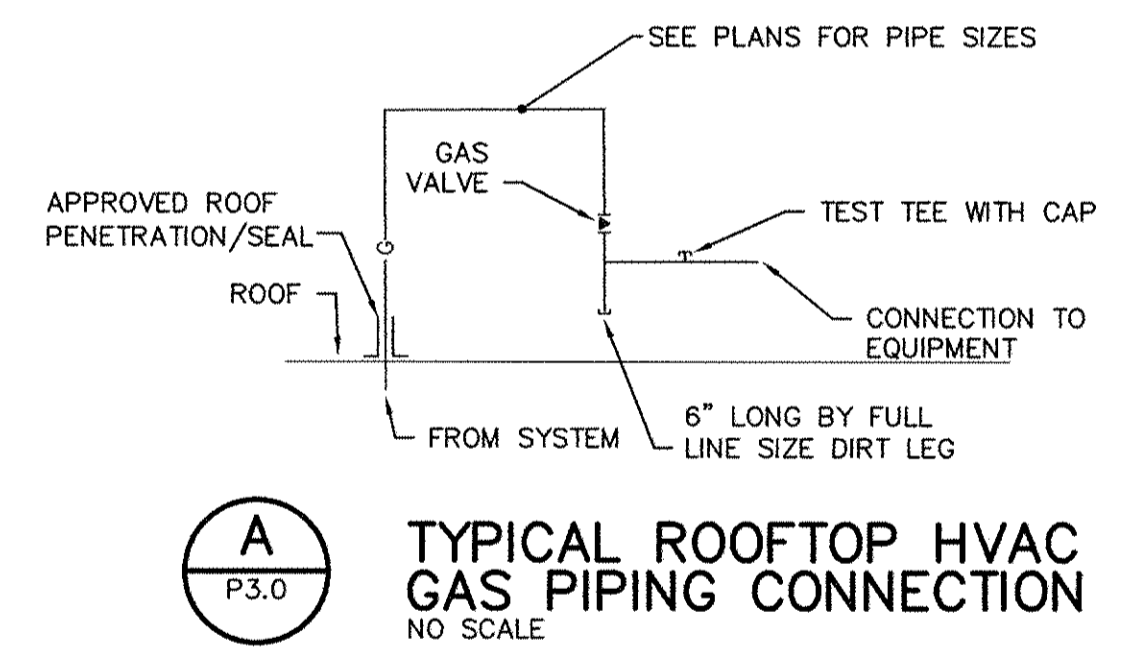 SEE PLANS FOR PIPE SIZES
GAS
VALVE
APPROVED ROOF
PENETRATION/SEAL
TEST TEE WITH CAP
G
T
ROOF
CONNECTION TO
EQUIPMENT
6" LONG BY FULL
LINE SIZE DIRT LEG
FROM SYSTEM
A
P3.0
TYPICAL ROOFTOP HVAC
GAS PIPING CONNECTION
NO SCALE